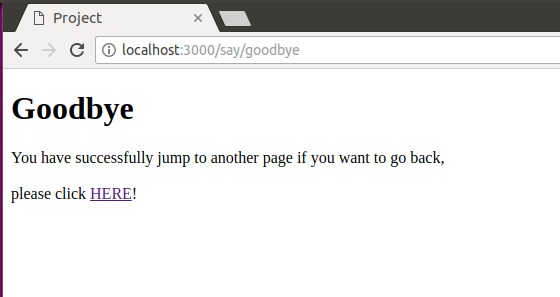 Project
localhost:3000/say/goodbye
Goodbye
You have successfully jump to another page if you want to go back,
please click HERE!